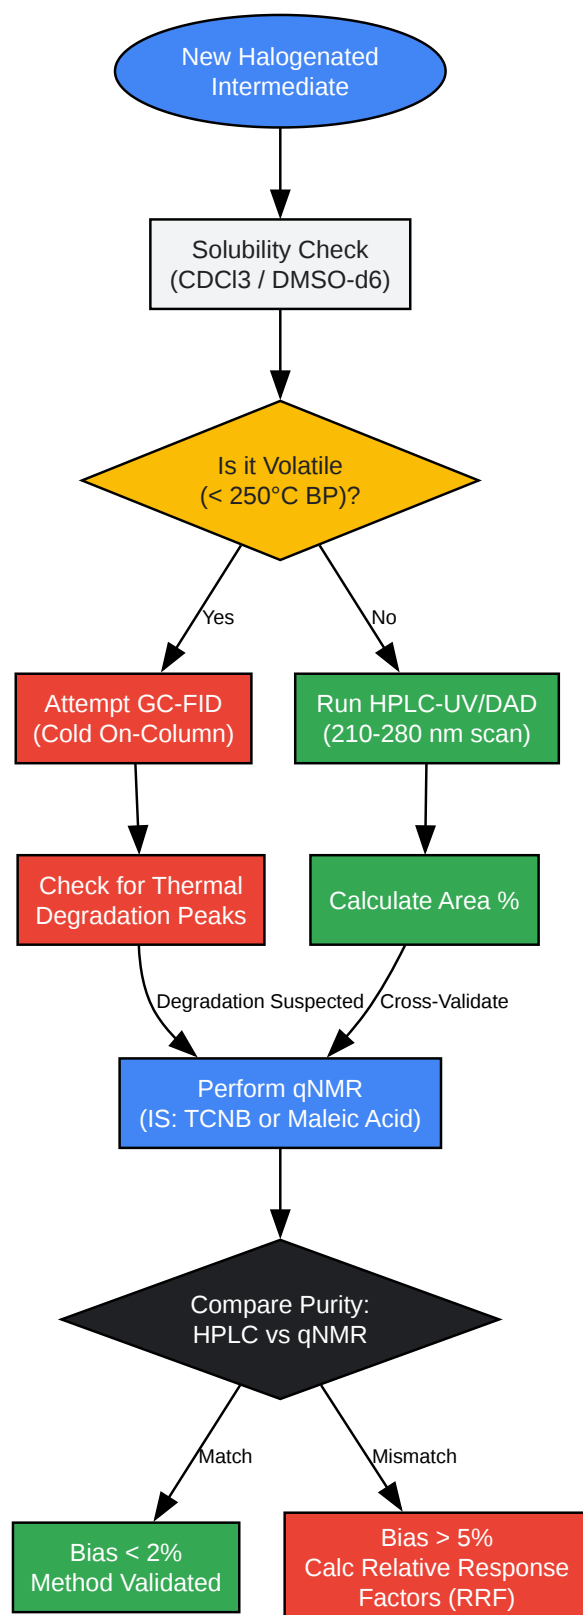 New Halogenated
Intermediate
Solubility Check
(CDCl3 / DMSO-d6)
Is it Volatile
(< 250°C BP)?
Yes
No
Attempt GC-FID
(Cold On-Column)
Run HPLC-UV/DAD
(210-280 nm scan)
Check for Thermal
Degradation Peaks
Calculate Area %
Degradation Suspected
Cross-Validate
Perform qNMR
(IS: TCNB or Maleic Acid)
Compare Purity:
HPLC vs qNMR
Match
Mismatch
Bias < 2%
Method Validated
Bias > 5%
Calc Relative Response
Factors (RRF)